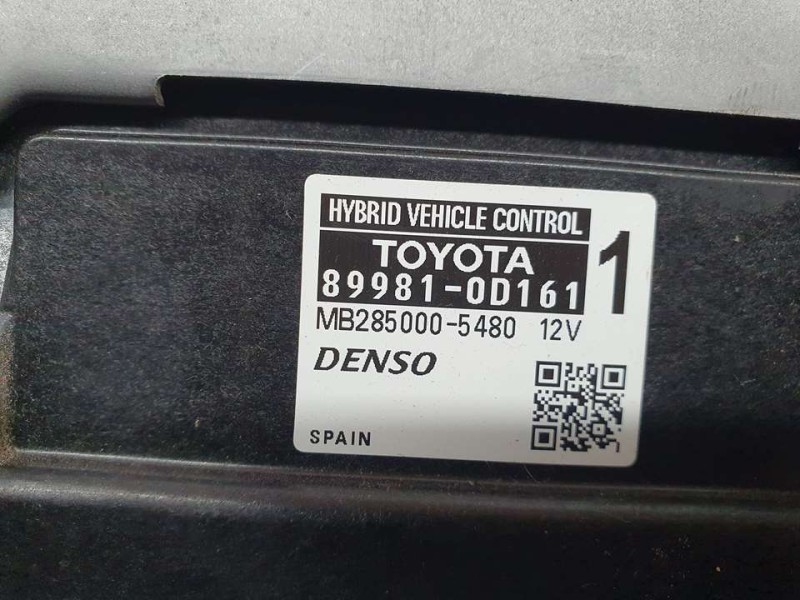 HYBRID VEHICLE CONTROL
TOYOTA
89981-0D161
1
MB285000-5480 12V
DENSO
SPAIN